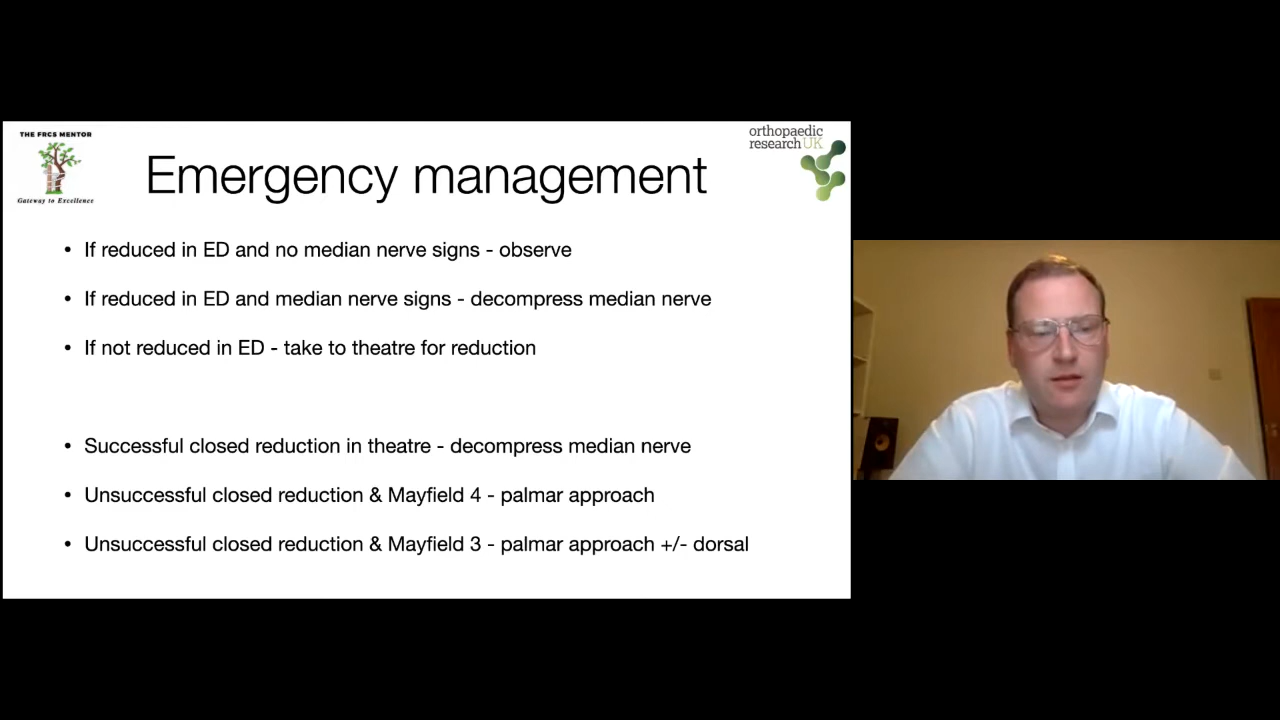 THE FRCS MENTOR
Gateway to Excellence
orthopaedic
research UK
Emergency management
• If reduced in ED and no median nerve signs - observe
• If reduced in ED and median nerve signs - decompress median nerve
• If not reduced in ED - take to theatre for reduction
• Successful closed reduction in theatre - decompress median nerve
• Unsuccessful closed reduction & Mayfield 4 - palmar approach
• Unsuccessful closed reduction & Mayfield 3 - palmar approach +/- dorsal